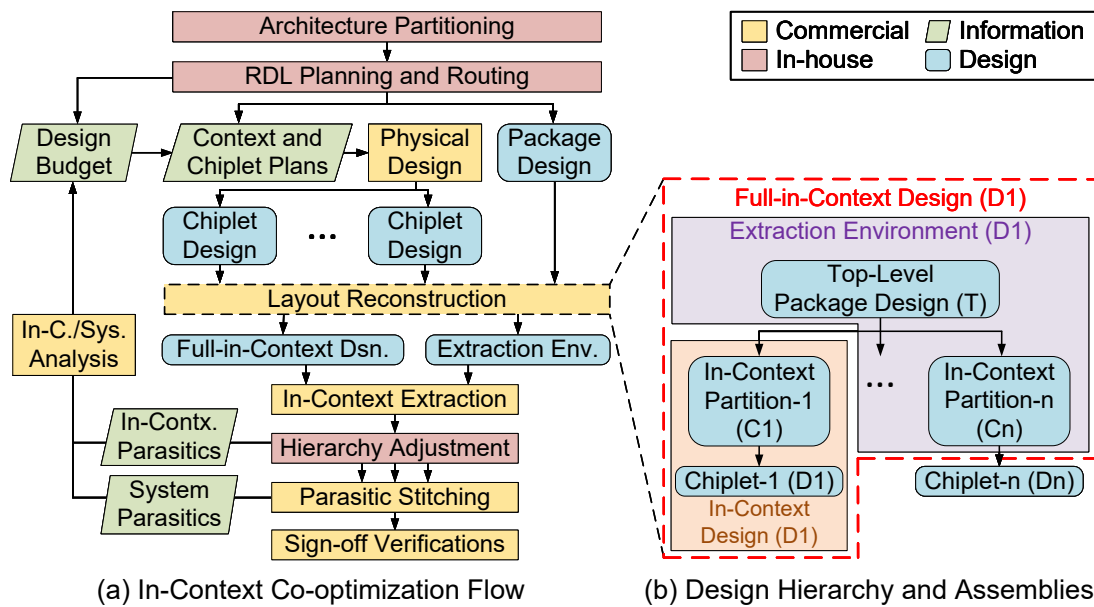 Architecture Partitioning
RDL Planning and Routing
Design
Budget
Context and
Chiplet Plans
Physical
Design
Package
Design
Chiplet
Design
...
Chiplet
Design
Layout Reconstruction
In-C./Sys.
Analysis
Full-in-Context Dsn.
Extraction Env.
In-Context Extraction
In-Contx.
Parasitics
Hierarchy Adjustment
System
Parasitics
Parasitic Stitching
Sign-off Verifications
(a) In-Context Co-optimization Flow
Commercial
Information
In-house
Design
Full-in-Context Design (D1)
Extraction Environment (D1)
Top-Level
Package Design (T)
In-Context
Partition-1
(C1)
...
In-Context
Partition-n
(Cn)
Chiplet-1 (D1)
Chiplet-n (Dn)
In-Context
Design (D1)
(b) Design Hierarchy and Assemblies